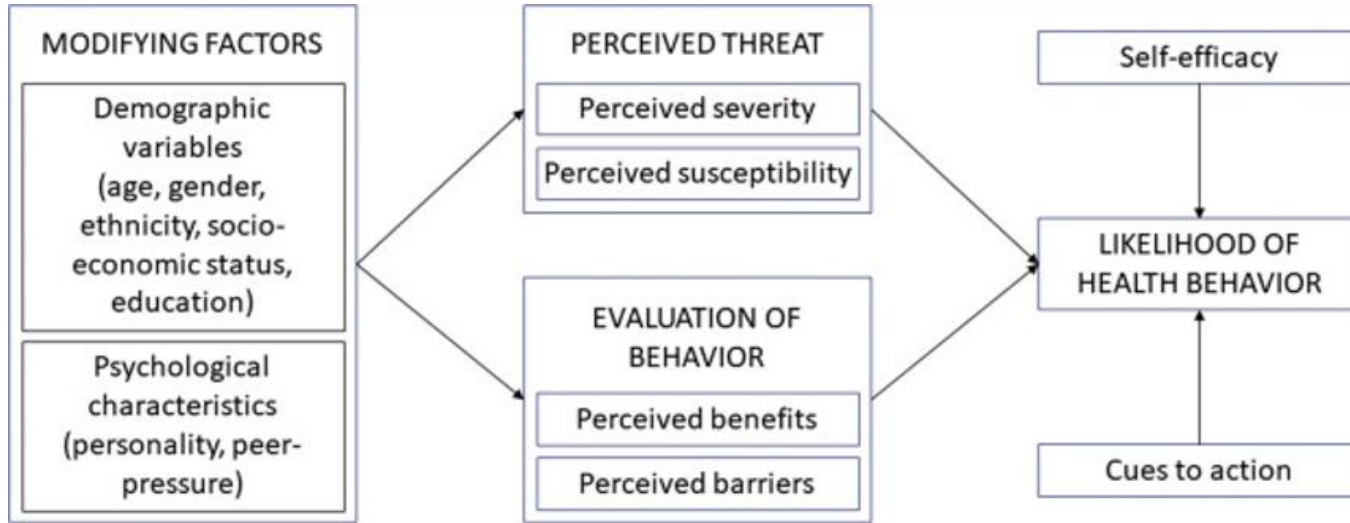 MODIFYING FACTORS
Demographic
variables
(age, gender,
ethnicity, socio-
economic status,
education)
Psychological
characteristics
(personality, peer-
pressure)
PERCEIVED THREAT
Perceived severity
Perceived susceptibility
EVALUATION OF
BEHAVIOR
Perceived benefits
Perceived barriers
Self-efficacy
LIKELIHOOD OF
HEALTH BEHAVIOR
Cues to action